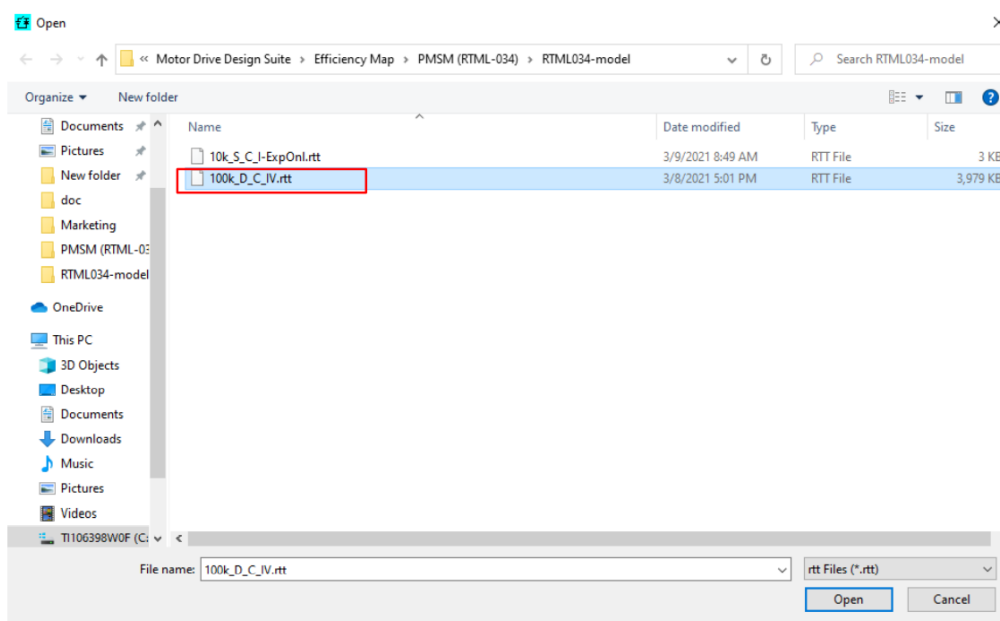 Open
« Motor Drive Design Suite › Efficiency Map › PMSM (RTML-034) › RTML034-model
Search RTML034-model
Organize
New folder
Name Date modified Type Size
10k_S_C_I-ExpOnl.rtt 3/9/2021 8:49 AM RTT File 3 KB
100k_D_C_IV.rtt 3/8/2021 5:01 PM RTT File 3,979 KB
Documents
Pictures
New folder
doc
Marketing
PMSM (RTML-03
RTML034-model
OneDrive
This PC
3D Objects
Desktop
Documents
Downloads
Music
Pictures
Videos
TI106398W0F (C:
File name: 100k_D_C_IV.rtt rtt Files (*.rtt)
Open Cancel